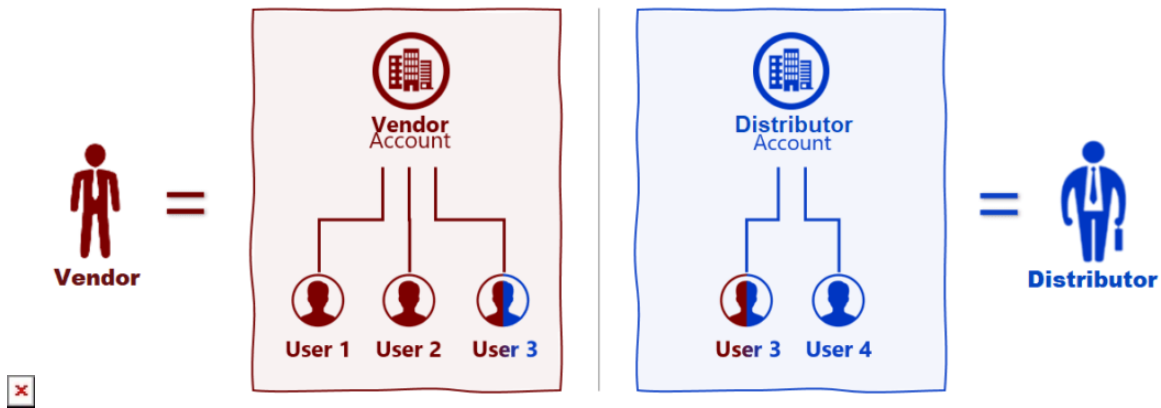 Vendor
Account
Distributor
Account
Vendor
Distributor
User 1 User 2 User 3
User 3 User 4